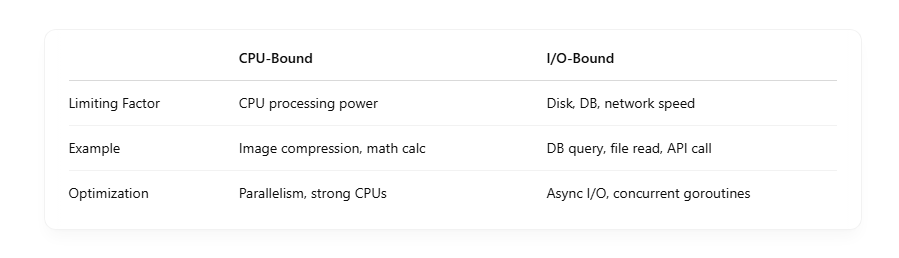 CPU-Bound I/O-Bound
Limiting Factor CPU processing power Disk, DB, network speed
Example Image compression, math calc DB query, file read, API call
Optimization Parallelism, strong CPUs Async I/O, concurrent goroutines